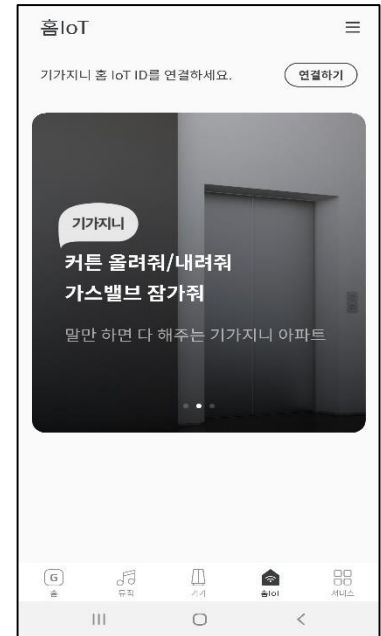 홈IoT
기가지니 홈 IoT ID를 연결하세요.
연결하기
기가지니
커튼 올려줘/내려줘
가스밸브 잠가줘
말만 하면 다 해주는 기가지니 아파트
G
홈
뮤직
기기
홈IoT
서비스